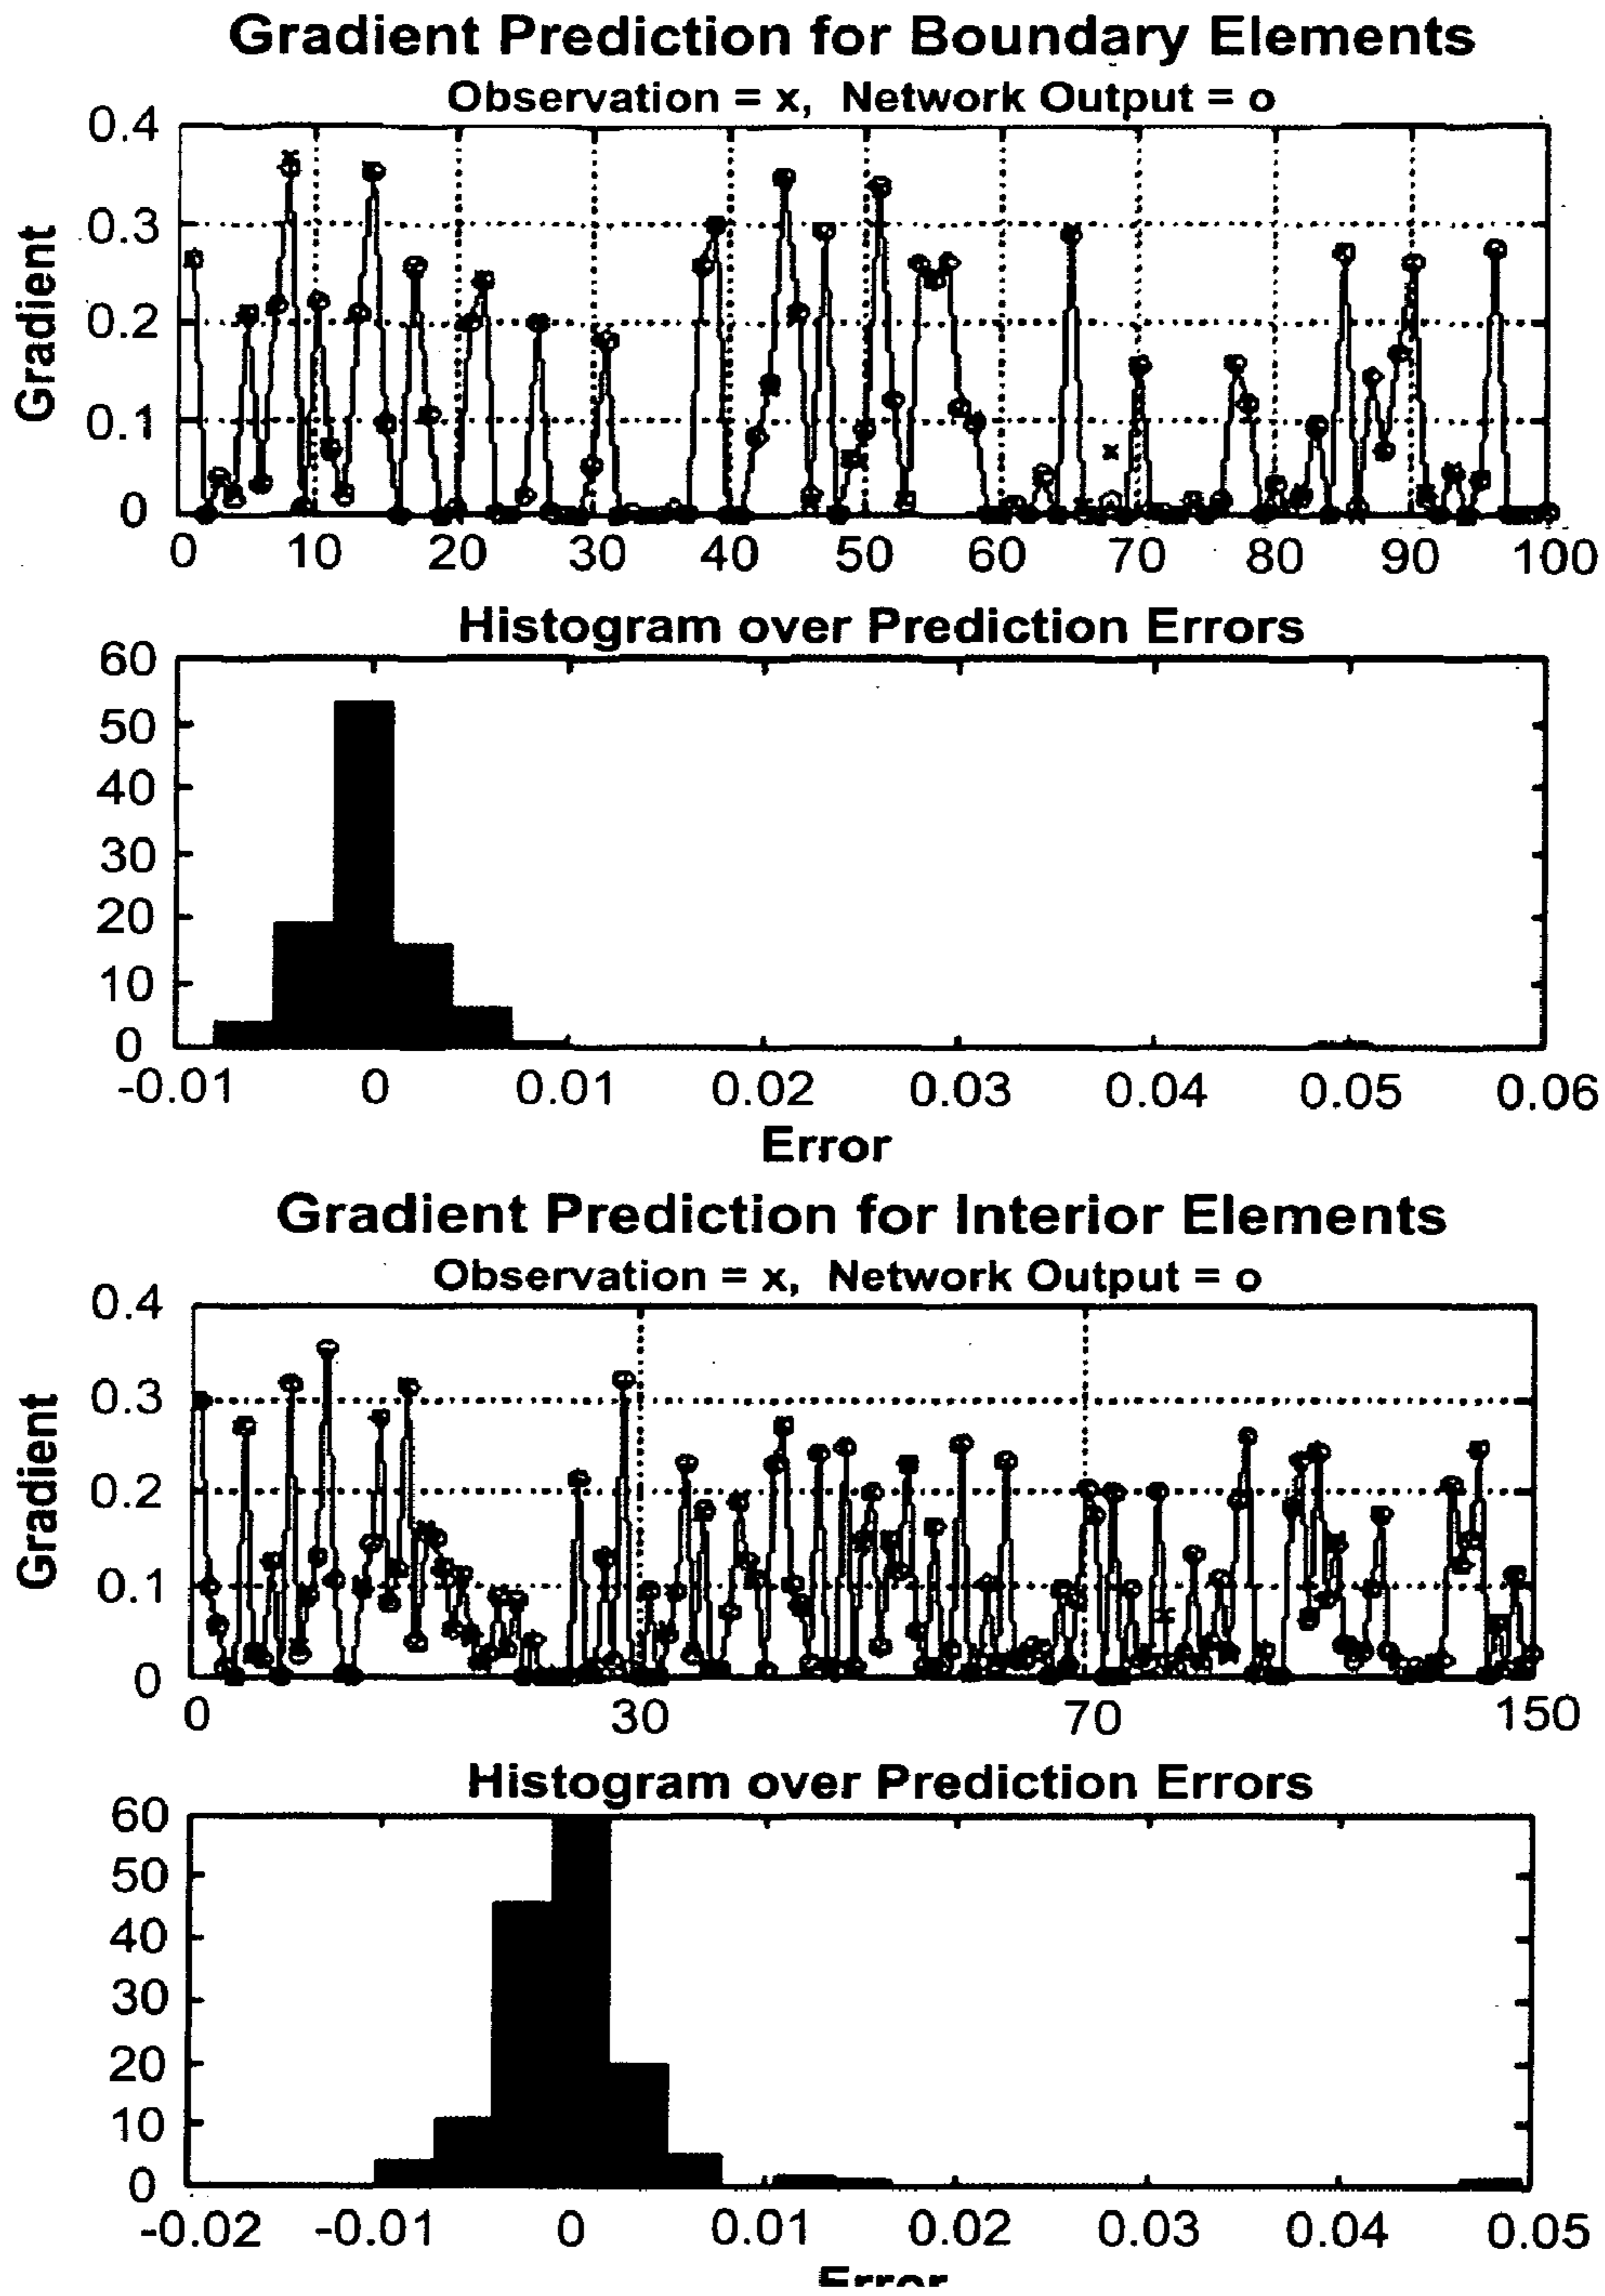 Gradient Prediction for Boundary Elements
Observation = x, Network Output = o
Gradient
0.4
0.3
0.2
0.1
0
0 10 20 30 40 50 60 70 80 90 100
Histogram over Prediction Errors
60
50
40
30
20
10
0
-0.01 0 0.01 0.02 0.03 0.04 0.05 0.06
Error
Gradient Prediction for Interior Elements
Observation = x, Network Output = o
Gradient
0.4
0.3
0.2
0.1
0
0 30 70 150
Histogram over Prediction Errors
60
50
40
30
20
10
0
-0.02 -0.01 0 0.01 0.02 0.03 0.04 0.05
Error